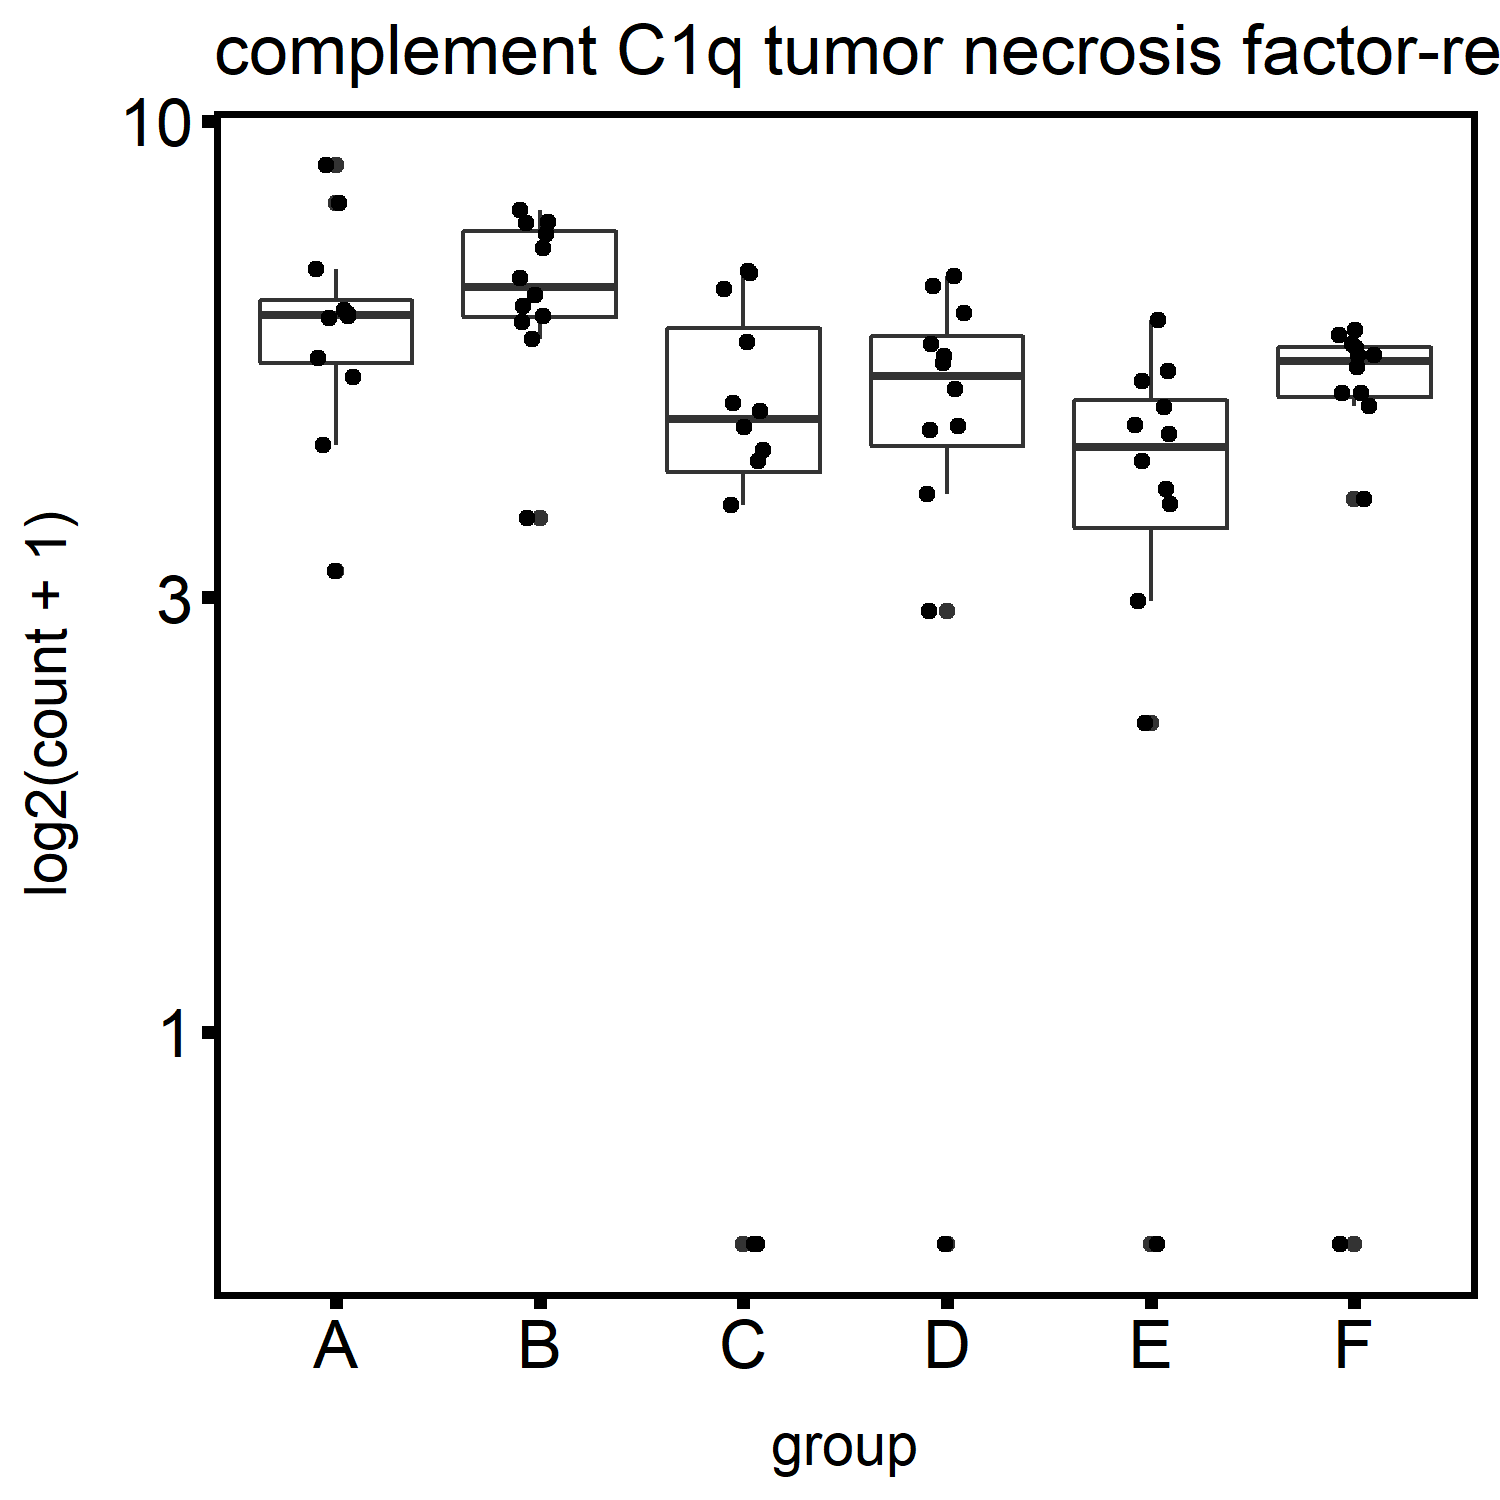 complement C1q tumor necrosis factor-re
10
3
1
log2(count + 1)
A B C D E F
group